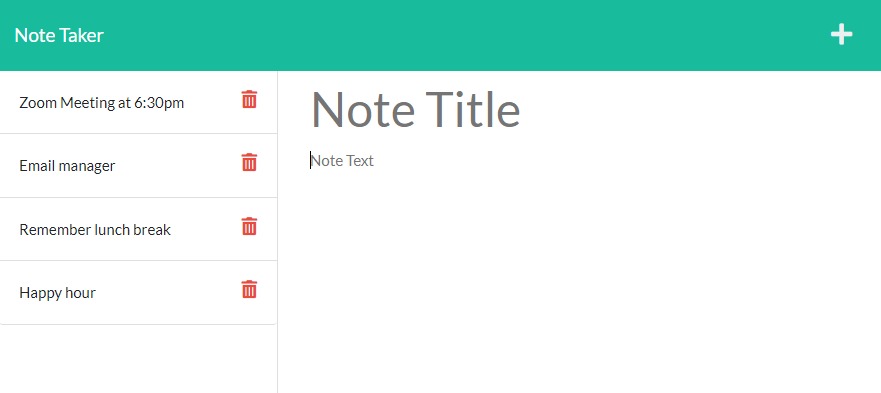 Note Taker
Zoom Meeting at 6:30pm
Email manager
Remember lunch break
Happy hour
Note Title
Note Text